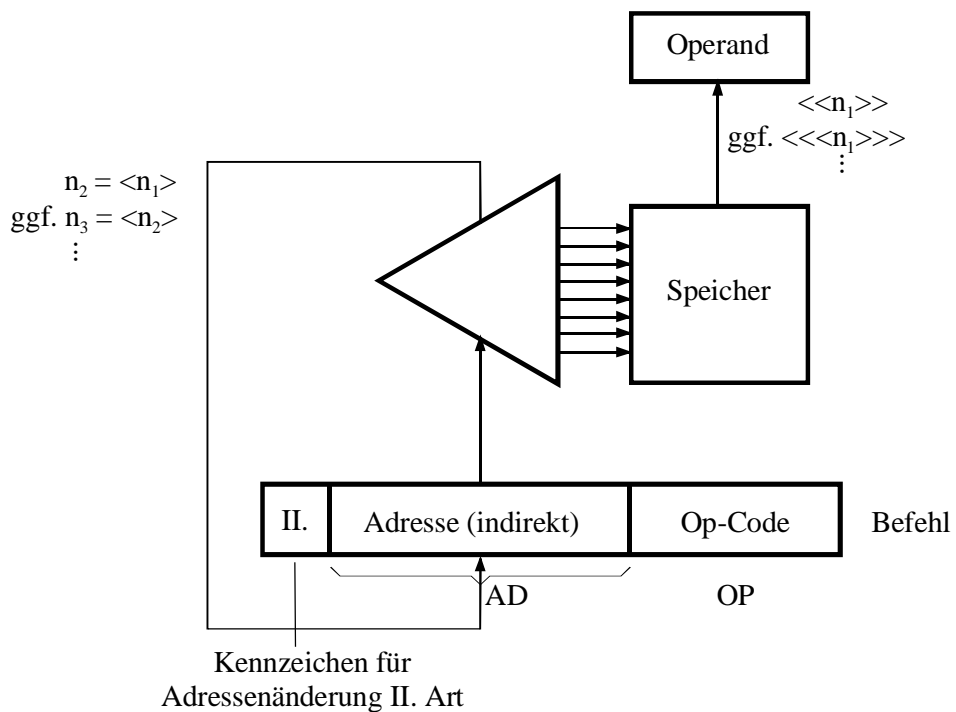 Operand
<<n₁>>
ggf. <<<n₁>>>
⋮
n₂ = <n₁>
ggf. n₃ = <n₂>
⋮
Speicher
II.
Adresse (indirekt)
Op-Code
Befehl
AD
OP
Kennzeichen für
Adressenänderung II. Art